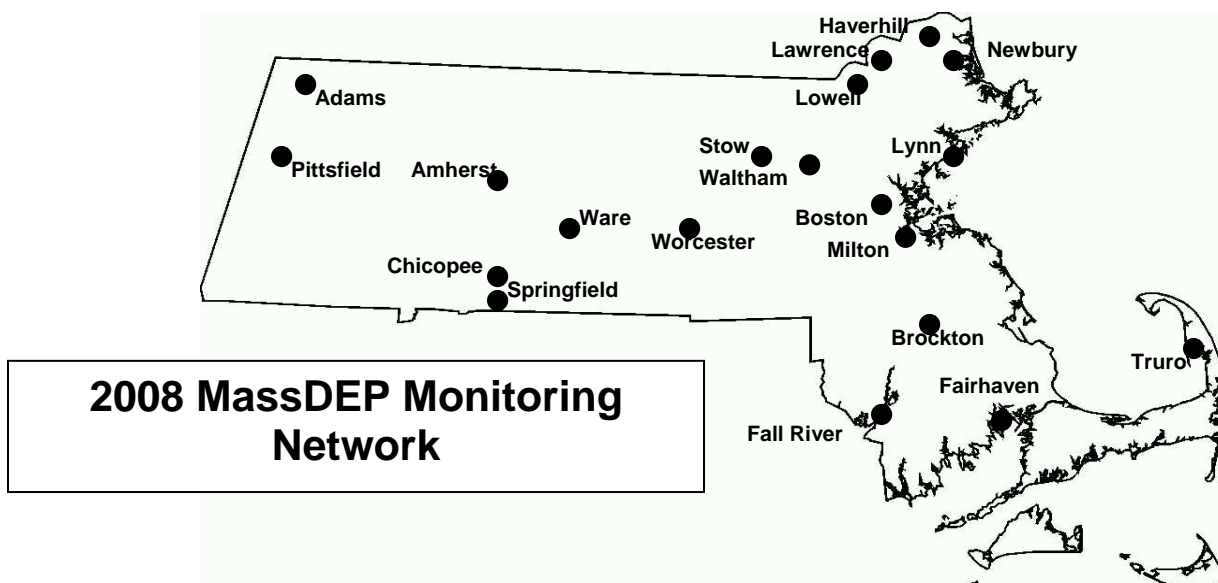 Haverhill
Lawrence
Newbury
Adams
Lowell
Stow
Lynn
Pittsfield
Amherst
Waltham
Ware
Boston
Worcester
Milton
Chicopee
Springfield
Brockton
Truro
2008 MassDEP Monitoring
Network
Fairhaven
Fall River